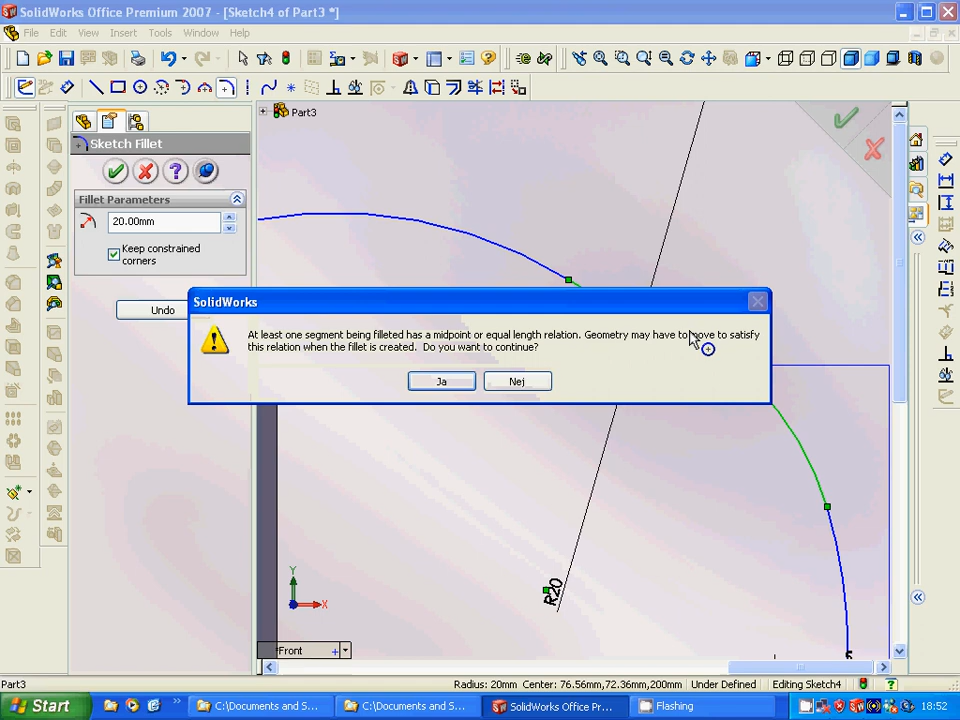 SolidWorks Office Premium 2007 - [Sketch4 of Part3 *]
File Edit View Insert Tools Window Help
Part3
Sketch Fillet
Fillet Parameters
20.00mm
Keep constrained
corners
Undo
SolidWorks
At least one segment being filleted has a midpoint or equal length relation. Geometry may have to move to satisfy
this relation when the fillet is created. Do you want to continue?
Ja Nej
R20
Y
X
*Front
Part3 Radius: 20mm Center: 76.56mm,72.36mm,200mm Under Defined Editing Sketch4
Start C:\Documents and S... C:\Documents and S... SolidWorks Office Pr... Flashing 18:52